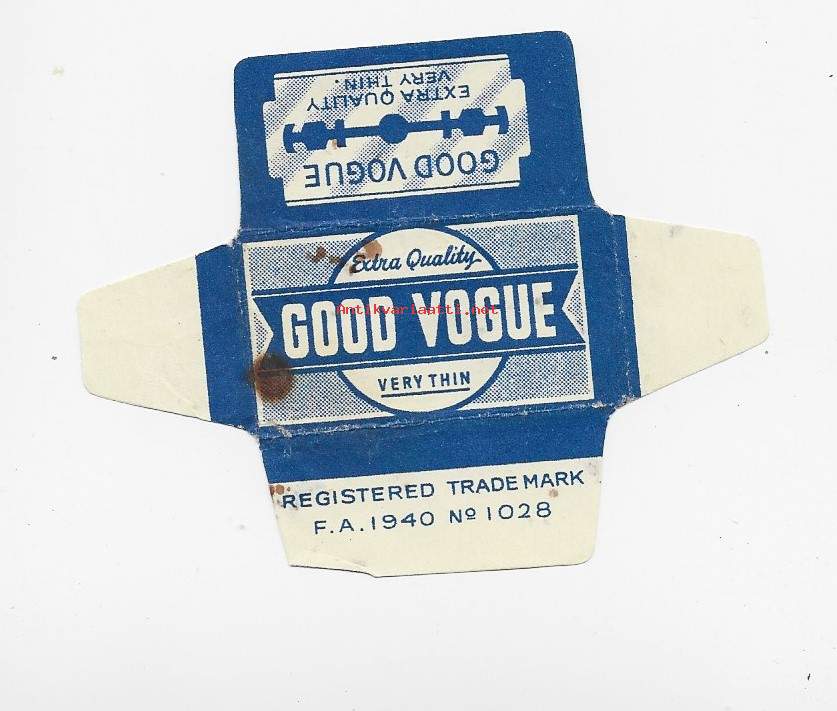 GOOD VOGUE
EXTRA QUALITY
VERY THIN.
Extra Quality
Antikvariaatti.net
GOOD VOGUE
VERY THIN
REGISTERED TRADE MARK
F.A. 1940 Nº 1028